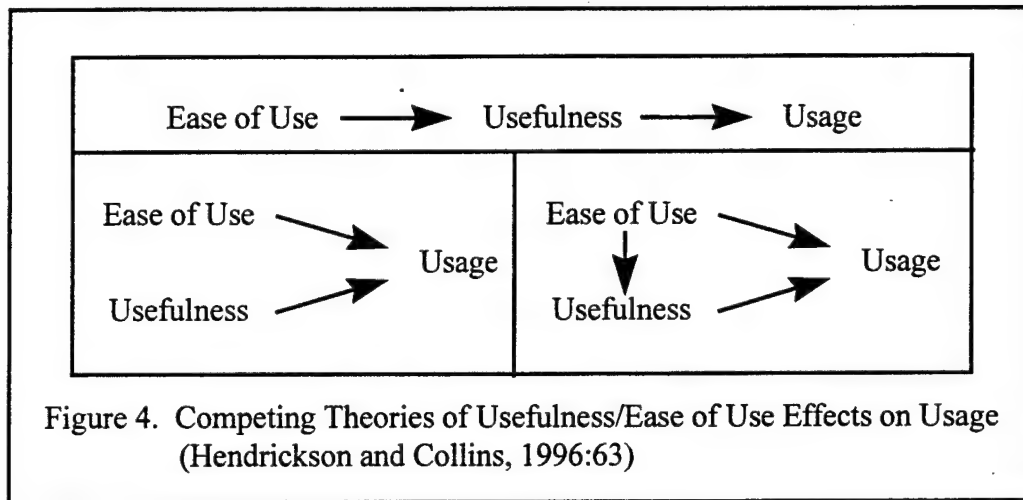 Ease of Use Usefulness Usage
Ease of Use
Usage
Usefulness
Ease of Use
Usage
Usefulness
Figure 4. Competing Theories of Usefulness/Ease of Use Effects on Usage
(Hendrickson and Collins, 1996:63)